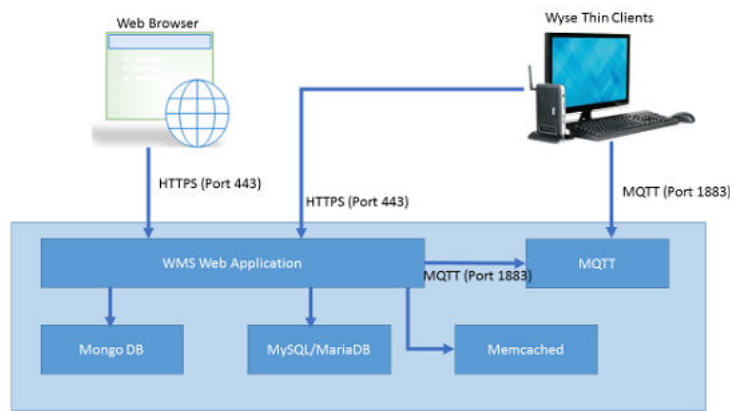 Web Browser
Wyse Thin Clients
HTTPS (Port 443)
HTTPS (Port 443)
MQTT (Port 1883)
WMS Web Application
MQTT (Port 1883)
MQTT
Mongo DB
MySQL/MariaDB
Memcached